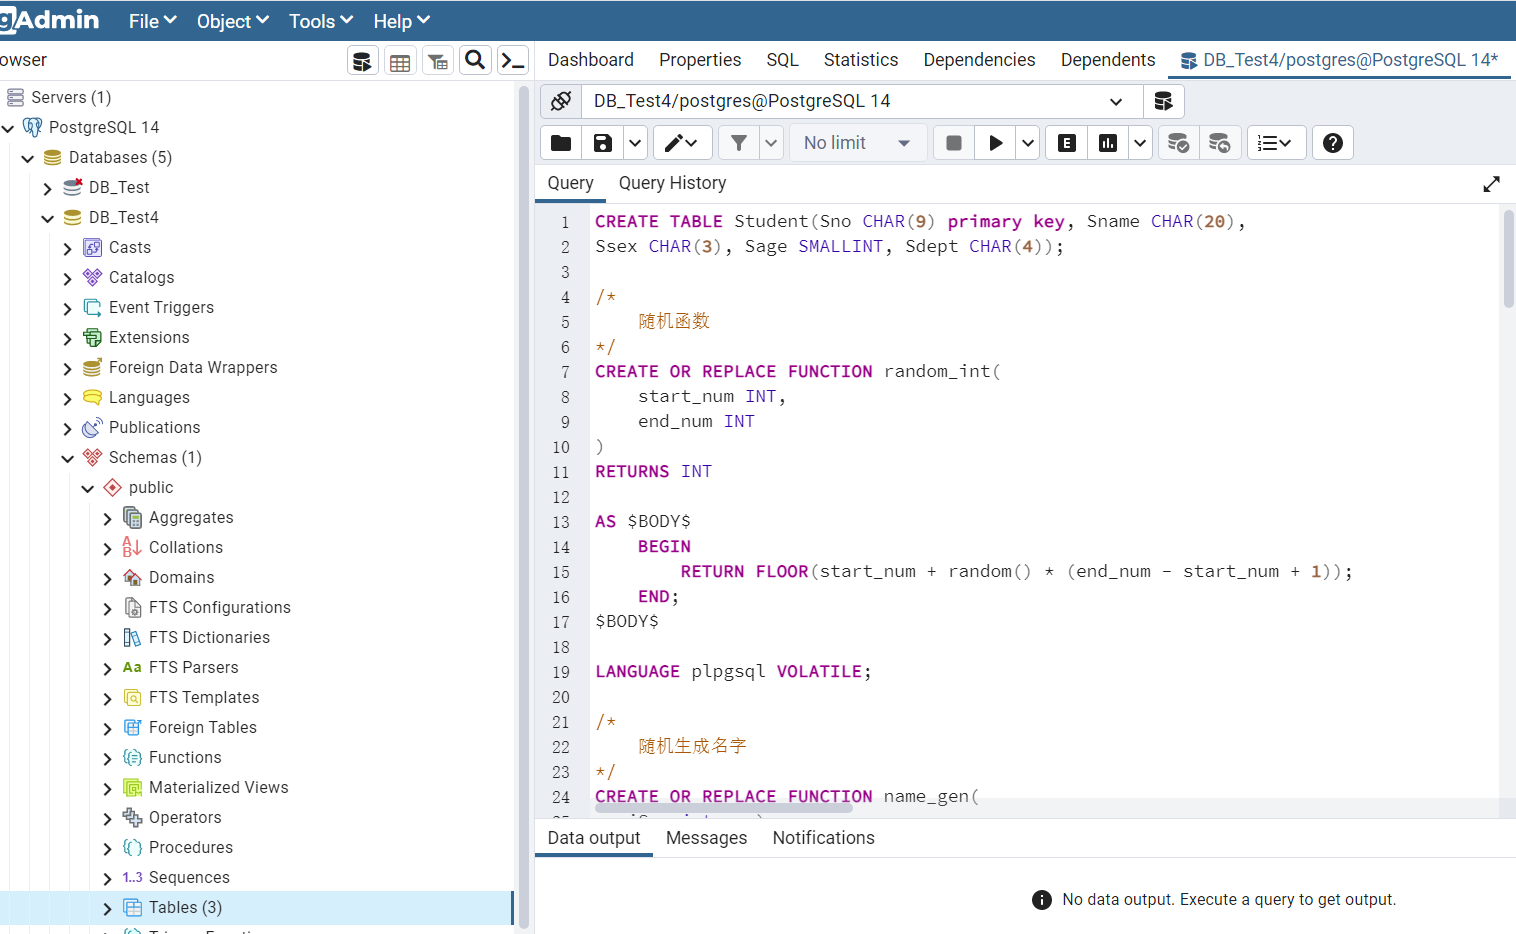 gAdmin File Object Tools Help
owser
Dashboard Properties SQL Statistics Dependencies Dependents DB_Test4/postgres@PostgreSQL 14*
Servers (1)
PostgreSQL 14
Databases (5)
DB_Test
DB_Test4
Casts
Catalogs
Event Triggers
Extensions
Foreign Data Wrappers
Languages
Publications
Schemas (1)
public
Aggregates
Collations
Domains
FTS Configurations
FTS Dictionaries
Aa FTS Parsers
FTS Templates
Foreign Tables
Functions
Materialized Views
Operators
Procedures
1..3 Sequences
Tables (3)
DB_Test4/postgres@PostgreSQL 14
No limit E
Query Query History
1 CREATE TABLE Student(Sno CHAR(9) primary key, Sname CHAR(20),
2 Ssex CHAR(3), Sage SMALLINT, Sdept CHAR(4));
3
4 /*
5 随机函数
6 */
7 CREATE OR REPLACE FUNCTION random_int(
8 start_num INT,
9 end_num INT
10 )
11 RETURNS INT
12
13 AS $BODY$
14 BEGIN
15 RETURN FLOOR(start_num + random() * (end_num - start_num + 1));
16 END;
17 $BODY$
18
19 LANGUAGE plpgsql VOLATILE;
20
21 /*
22 随机生成名字
23 */
24 CREATE OR REPLACE FUNCTION name_gen(
Data output Messages Notifications
No data output. Execute a query to get output.